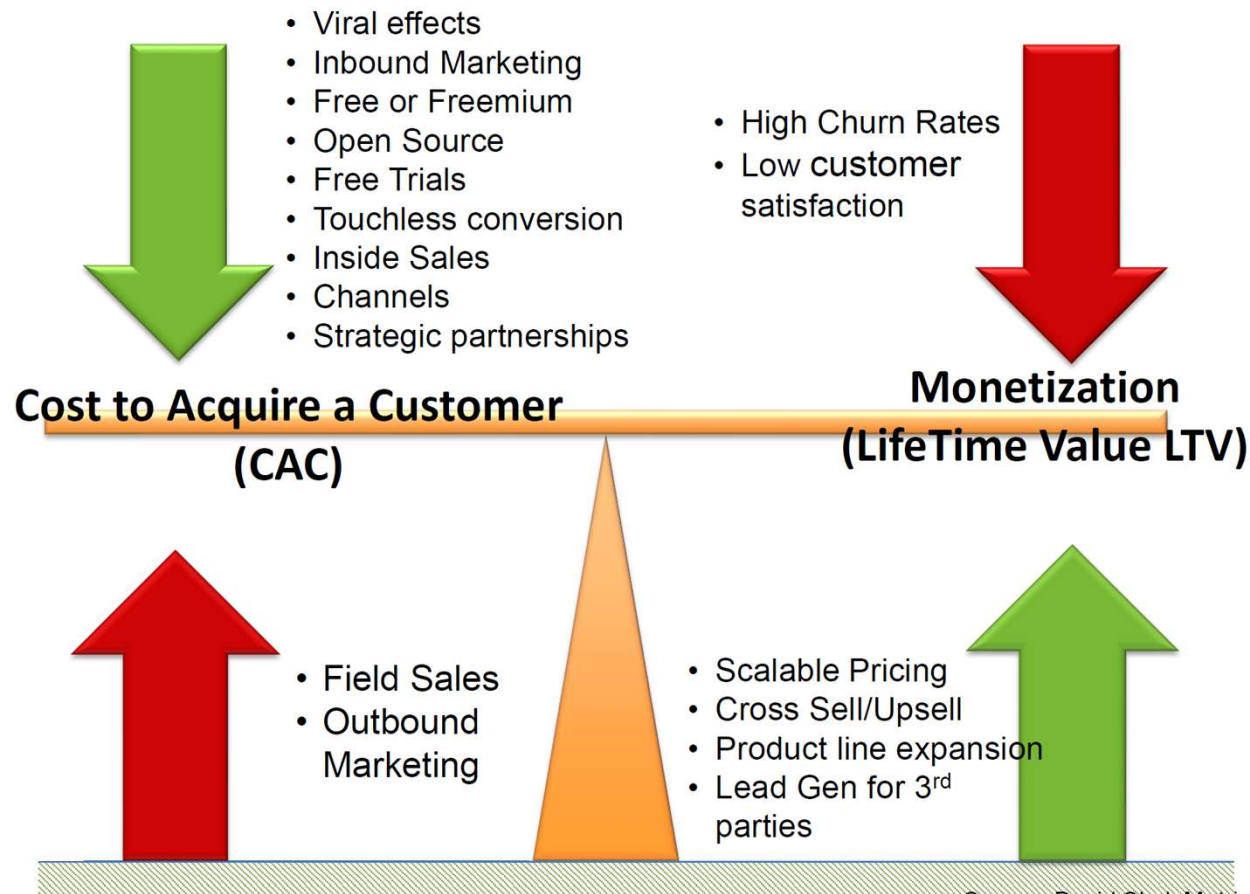 • Viral effects
• Inbound Marketing
• Free or Freemium
• Open Source
• Free Trials
• Touchless conversion
• Inside Sales
• Channels
• Strategic partnerships
• High Churn Rates
• Low customer
satisfaction
Cost to Acquire a Customer
(CAC)
Monetization
(LifeTime Value LTV)
• Field Sales
• Outbound
Marketing
• Scalable Pricing
• Cross Sell/Upsell
• Product line expansion
• Lead Gen for 3rd
parties